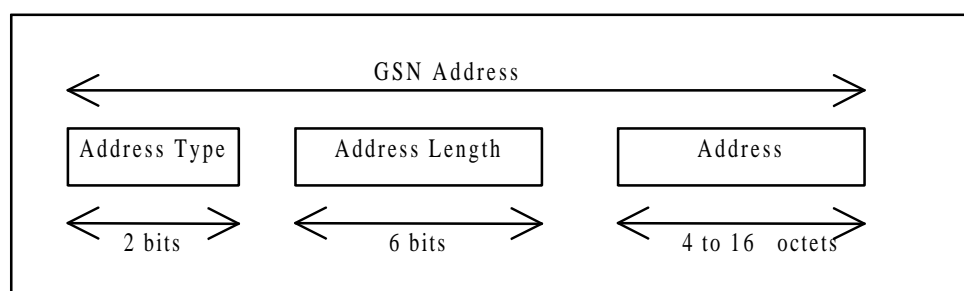 GSN Address
Address Type Address Length Address
2 bits 6 bits 4 to 16 octets